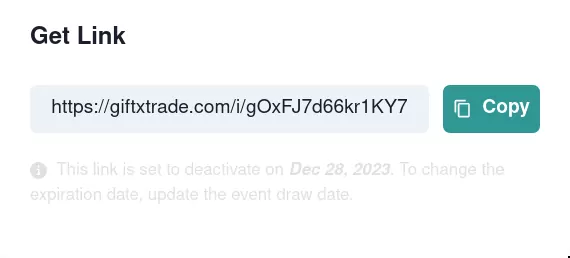 Get Link
https://giftxtrade.com/i/gOxFJ7d66kr1KY7
Copy
This link is set to deactivate on Dec 28, 2023. To change the
expiration date, update the event draw date.